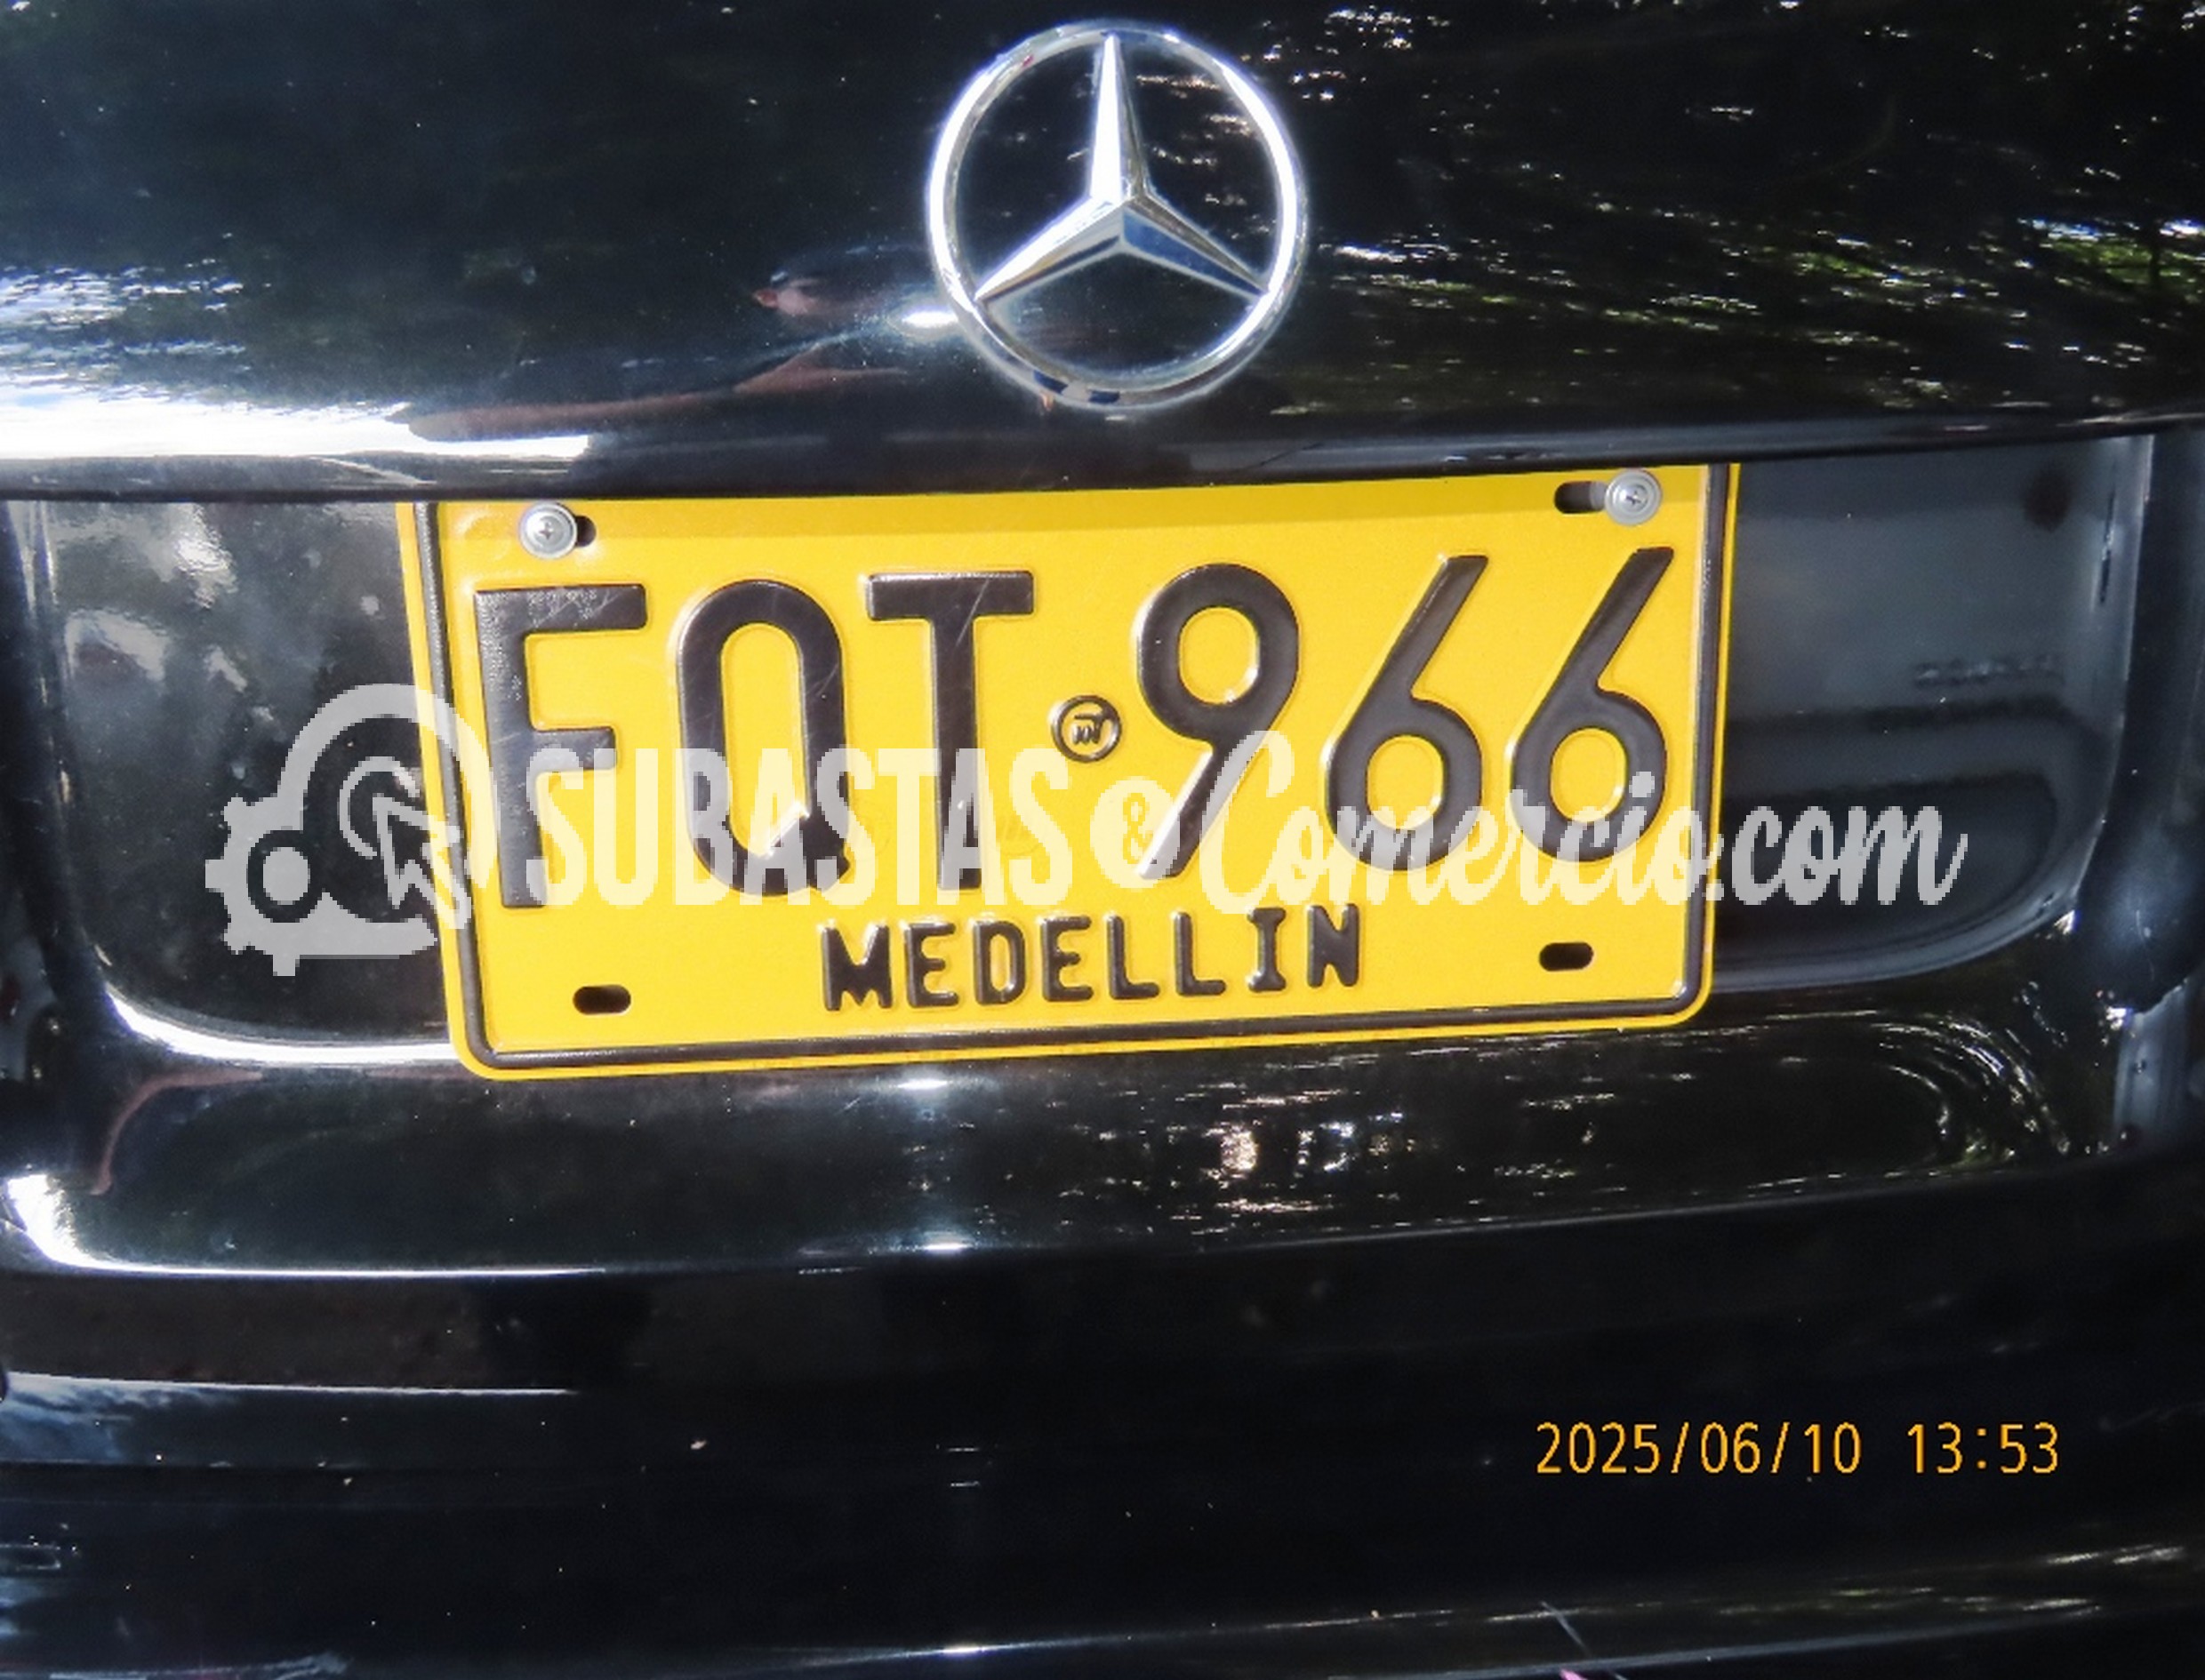 FQT 966
SUBASTAS & Comercio.com
MEDELLIN
2025/06/10 13:53